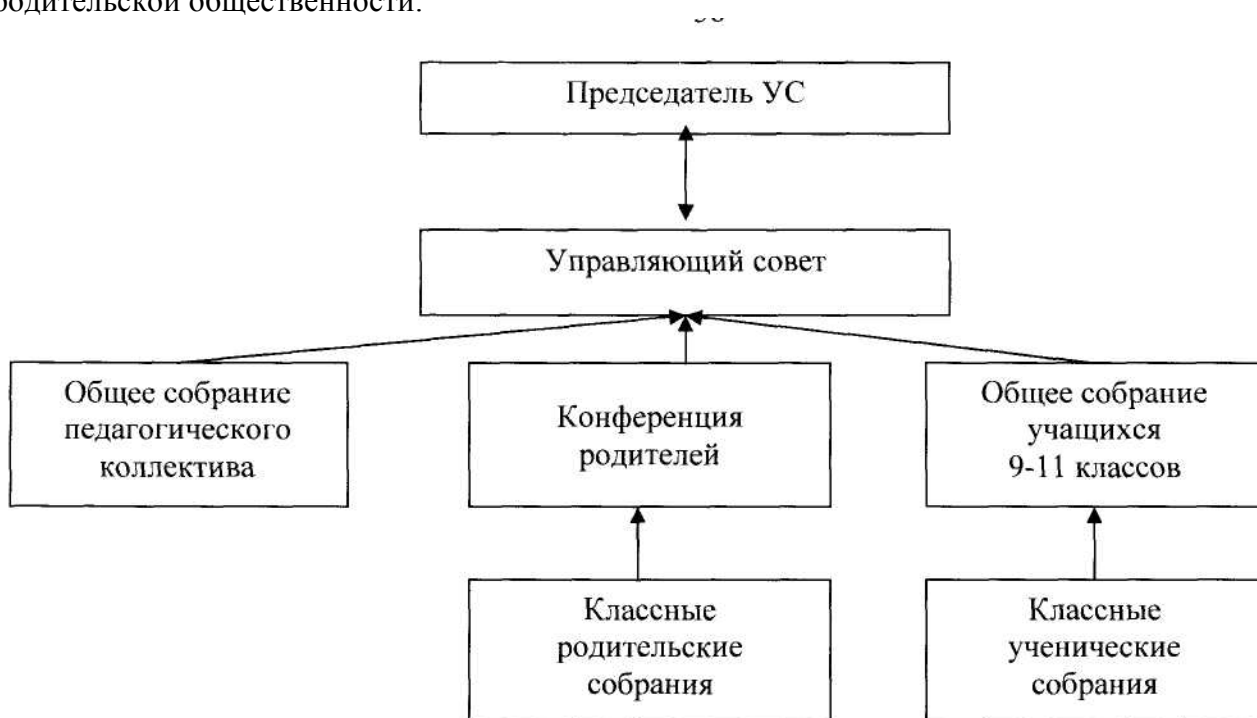 родительской общественности.
Председатель УС
Управляющий совет
Общее собрание
педагогического
коллектива
Конференция
родителей
Общее собрание
учащихся
9-11 классов
Классные
родительские
собрания
Классные
ученические
собрания